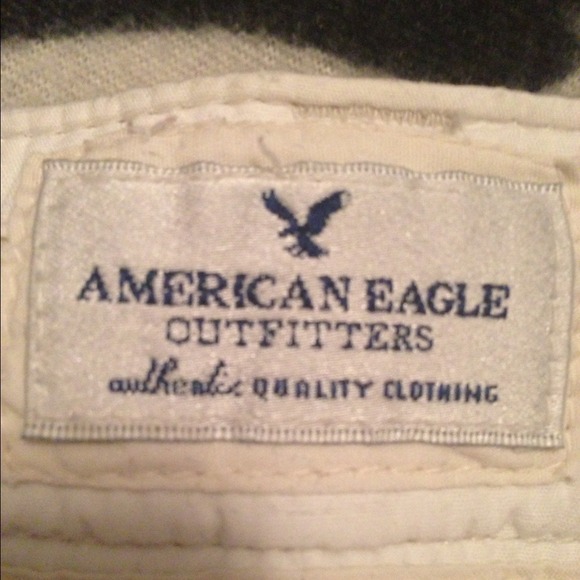 AMERICAN EAGLE
OUTFITTERS
authentic QUALITY CLOTHING